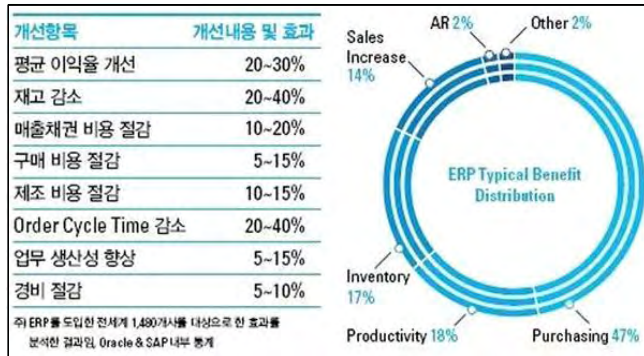 개선항목 개선내용 및 효과
평균 이익율 개선 20~30%
재고 감소 20~40%
매출채권 비용 절감 10~20%
구매 비용 절감 5~15%
제조 비용 절감 10~15%
Order Cycle Time 감소 20~40%
업무 생산성 향상 5~15%
경비 절감 5~10%
주) ERP를 도입한 전세계 1,480개사를 대상으로 한 효과를
분석한 결과임, Oracle & SAP 내부 통계
AR 2% Other 2%
Sales
Increase
14%
ERP Typical Benefit
Distribution
Inventory
17%
Productivity 18% Purchasing 47%